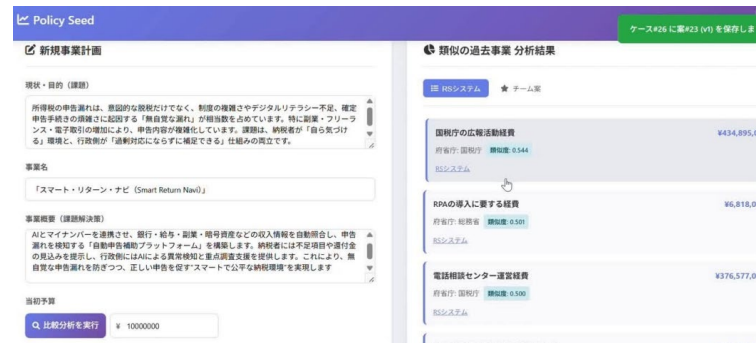 Policy Seed
ケース#26 に案#23 (v1) を保存しま
新規事業計画
現状・目的（課題）
所得税の申告漏れは、意図的な脱税だけでなく、制度の複雑さやデジタルリテラシー不足、確定
申告手続きの煩雑さに起因する「無自覚な漏れ」が相当数を占めています。特に副業・フリーラ
ンス・電子取引の増加により、申告内容が複雑化しています。課題は、納税者が「自ら気づけ
る」環境と、行政側が「過剰対応にならずに補足できる」仕組みの両立です。
事業名
「スマート・リターン・ナビ（Smart Return Navi）」
事業概要（課題解決策）
AIとマイナンバーを連携させ、銀行・給与・副業・暗号資産などの収入情報を自動照合し、申告
漏れを検知する「自動申告補助プラットフォーム」を構築します。納税者には不足項目や還付金
の見込みを提示し、行政側にはAIによる異常検知と重点調査支援を提供します。これにより、無
自覚な申告漏れを防ぎつつ、正しい申告を促す"スマートで公平な納税環境"を実現します
当初予算
比較分析を実行
¥ 10000000
類似の過去事業 分析結果
RSシステム
チーム案
国税庁の広報活動経費
¥434,895,0
府省庁: 国税庁 類似度: 0.544
RSシステム
RPAの導入に要する経費
¥6,818,0
府省庁: 総務省 類似度: 0.501
RSシステム
電話相談センター運営経費
¥376,577,0
府省庁: 国税庁 類似度: 0.500
RSシステム